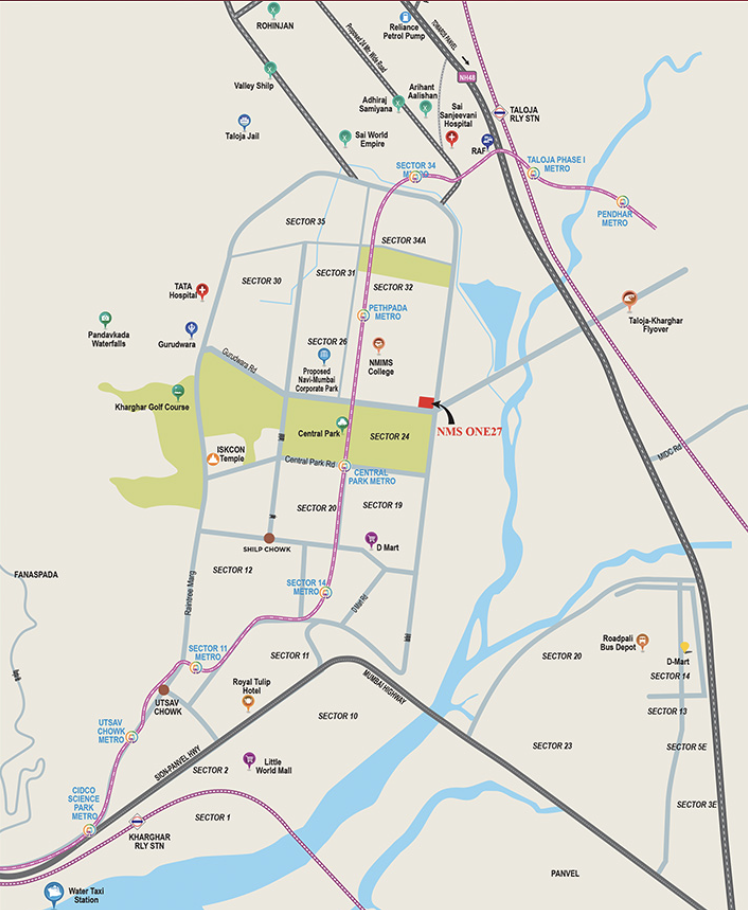 ROHINJAN
Reliance
Petrol Pump
Proposed 24 Mtr. Wide Road
TOWARDS PANVEL
NH48
Valley Shilp
Arihant
Aalishan
Adhiraj
Samiyana
Sai
Sanjeevani
Hospital
TALOJA
RLY STN
Taloja Jail
Sai World
Empire
RAF
SECTOR 34
METRO
TALOJA PHASE I
METRO
PENDHAR
METRO
SECTOR 35
SECTOR 34A
SECTOR 30
SECTOR 31
SECTOR 32
TATA
Hospital
PETHPADA
METRO
Taloja-Kharghar
Flyover
Pandavkada
Waterfalls
Gurudwara
SECTOR 26
Gurudwara Rd
Proposed
Navi-Mumbai
Corporate Park
NMIMS
College
Kharghar Golf Course
Central Park
SECTOR 24
NMS ONE27
ISKCON
Temple
Central Park Rd
CENTRAL
PARK METRO
MIDC Rd
SECTOR 20
SECTOR 19
SHILP CHOWK
D Mart
FANASPADA
SECTOR 12
Raintree Marg
SECTOR 14
METRO
D Mart Rd
SECTOR 11
METRO
SECTOR 11
Roadpali
Bus Depot
SECTOR 20
D-Mart
SECTOR 14
Royal Tulip
Hotel
MUMBAI HIGHWAY
UTSAV
CHOWK
SECTOR 10
SECTOR 13
UTSAV
CHOWK
METRO
SION-PANVEL HWY
SECTOR 23
SECTOR 5E
SECTOR 2
Little
World Mall
CIDCO
SCIENCE
PARK
METRO
SECTOR 1
SECTOR 3E
KHARGHAR
RLY STN
PANVEL
Water Taxi
Station